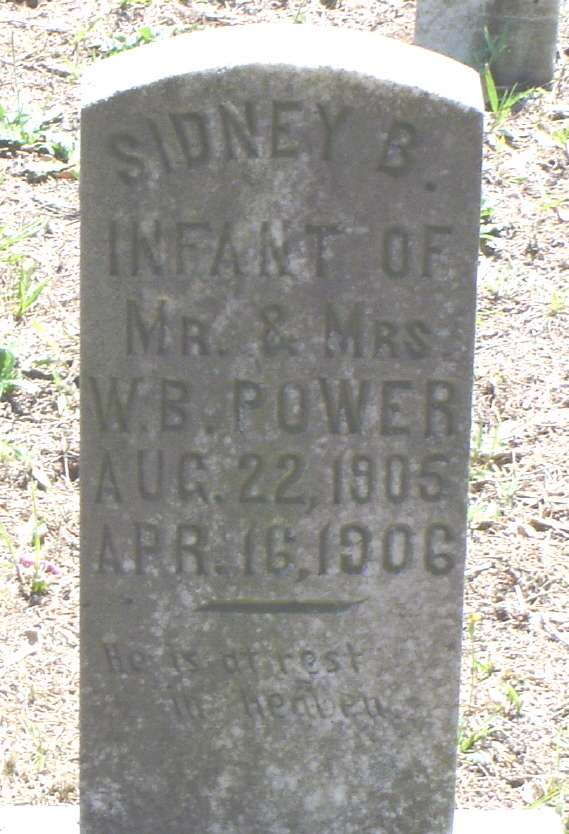 SIDNEY B.
INFANT OF
MR. & MRS
W.B. POWER
AUG. 22, 1905
APR. 16, 1906
He is at rest
in heaven.